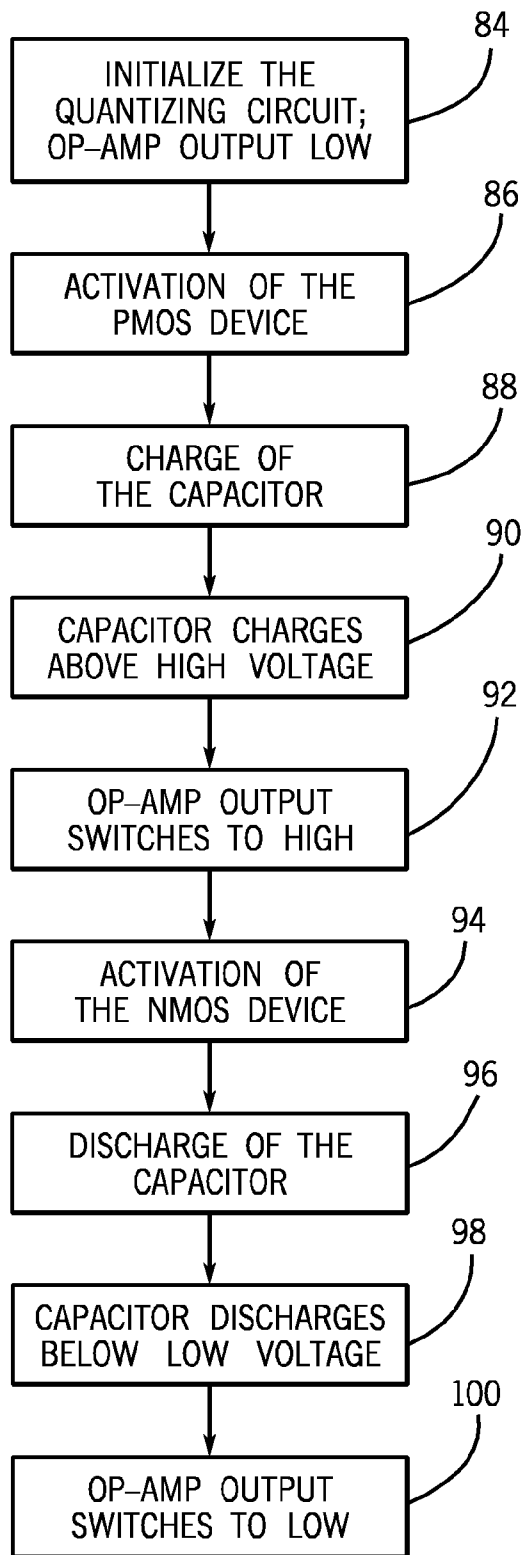 84
INITIALIZE THE
QUANTIZING CIRCUIT;
OP-AMP OUTPUT LOW
86
ACTIVATION OF THE
PMOS DEVICE
88
CHARGE OF
THE CAPACITOR
90
CAPACITOR CHARGES
ABOVE HIGH VOLTAGE
92
OP-AMP OUTPUT
SWITCHES TO HIGH
94
ACTIVATION OF
THE NMOS DEVICE
96
DISCHARGE OF THE
CAPACITOR
98
CAPACITOR DISCHARGES
BELOW LOW VOLTAGE
100
OP-AMP OUTPUT
SWITCHES TO LOW